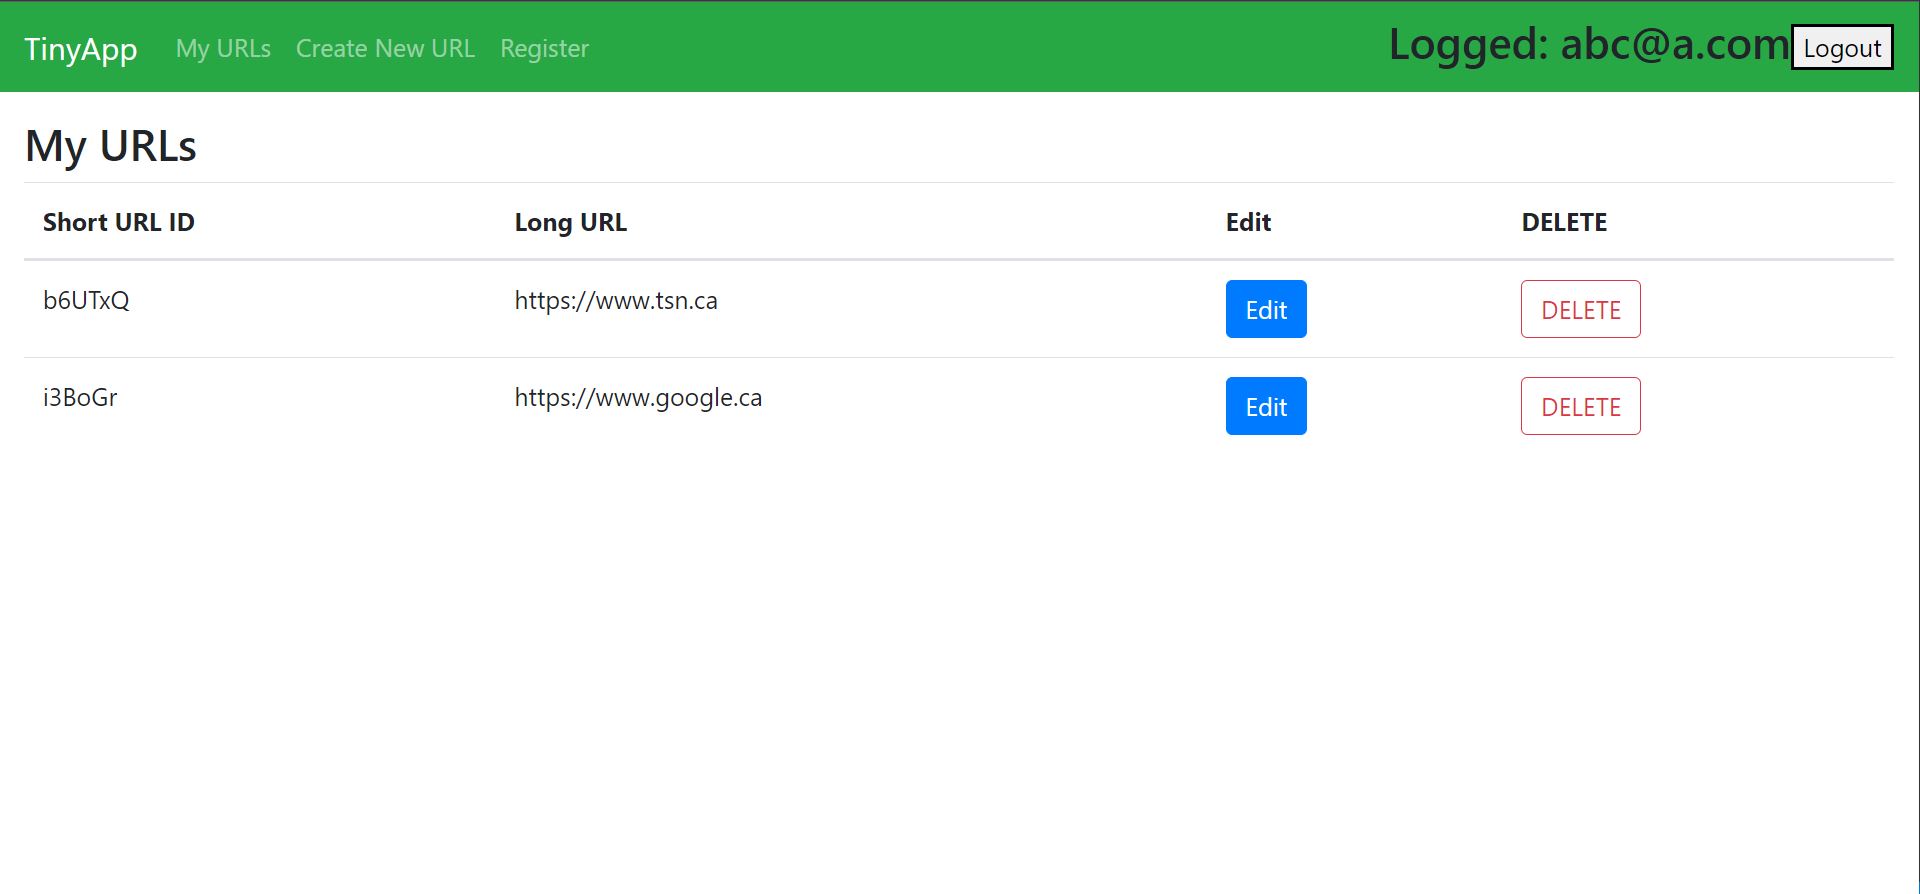 TinyApp My URLs Create New URL Register Logged: abc@a.com Logout
My URLs
Short URL ID Long URL Edit DELETE
b6UTxQ https://www.tsn.ca Edit DELETE
i3BoGr https://www.google.ca Edit DELETE